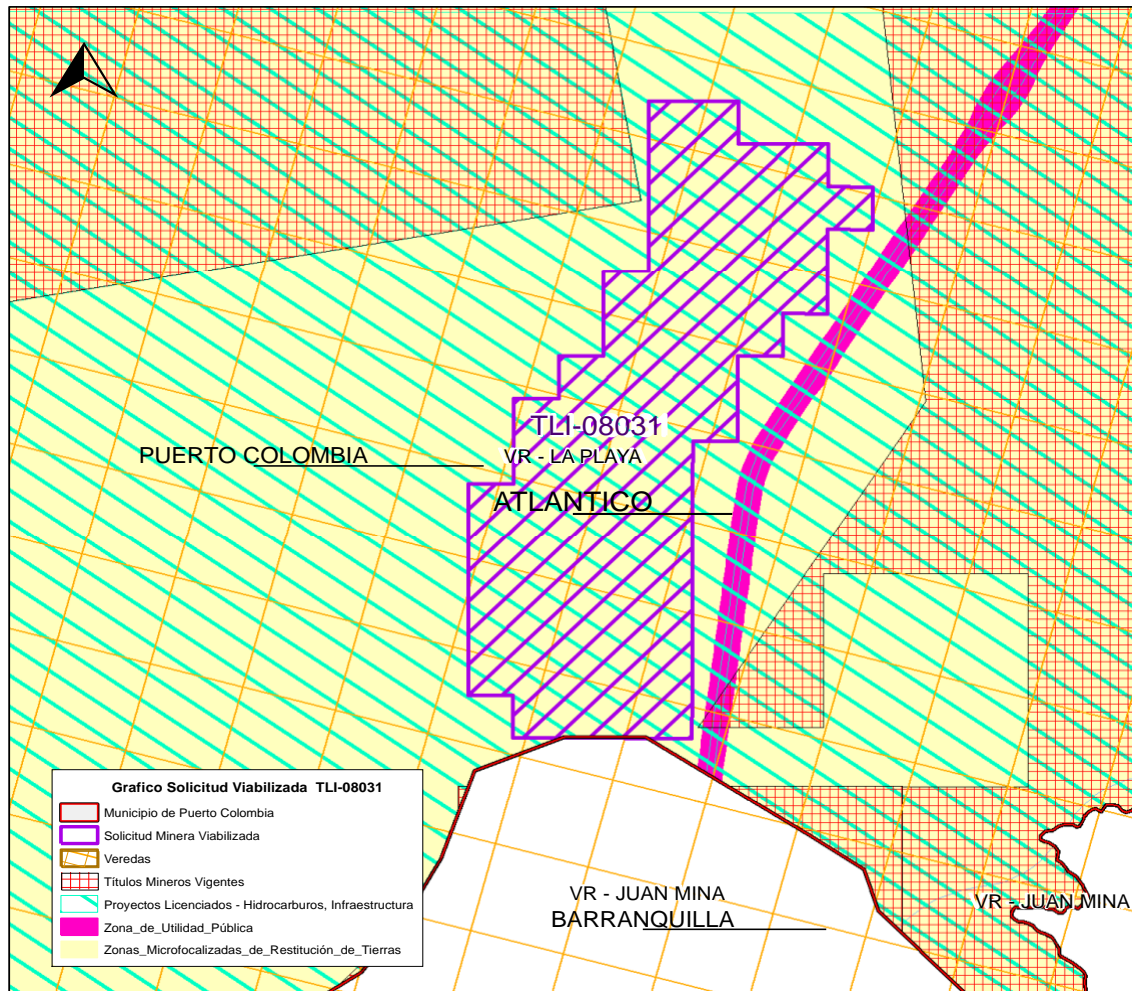 TLI-08031
PUERTO COLOMBIA
VR - LA PLAYA
ATLANTICO
Grafico Solicitud Viabilizada TLI-08031
Municipio de Puerto Colombia
Solicitud Minera Viabilizada
Veredas
Títulos Mineros Vigentes
Proyectos Licenciados - Hidrocarburos, Infraestructura
Zona_de_Utilidad_Pública
Zonas_Microfocalizadas_de_Restitución_de_Tierras
VR - JUAN MINA
BARRANQUILLA
VR - JUAN MINA